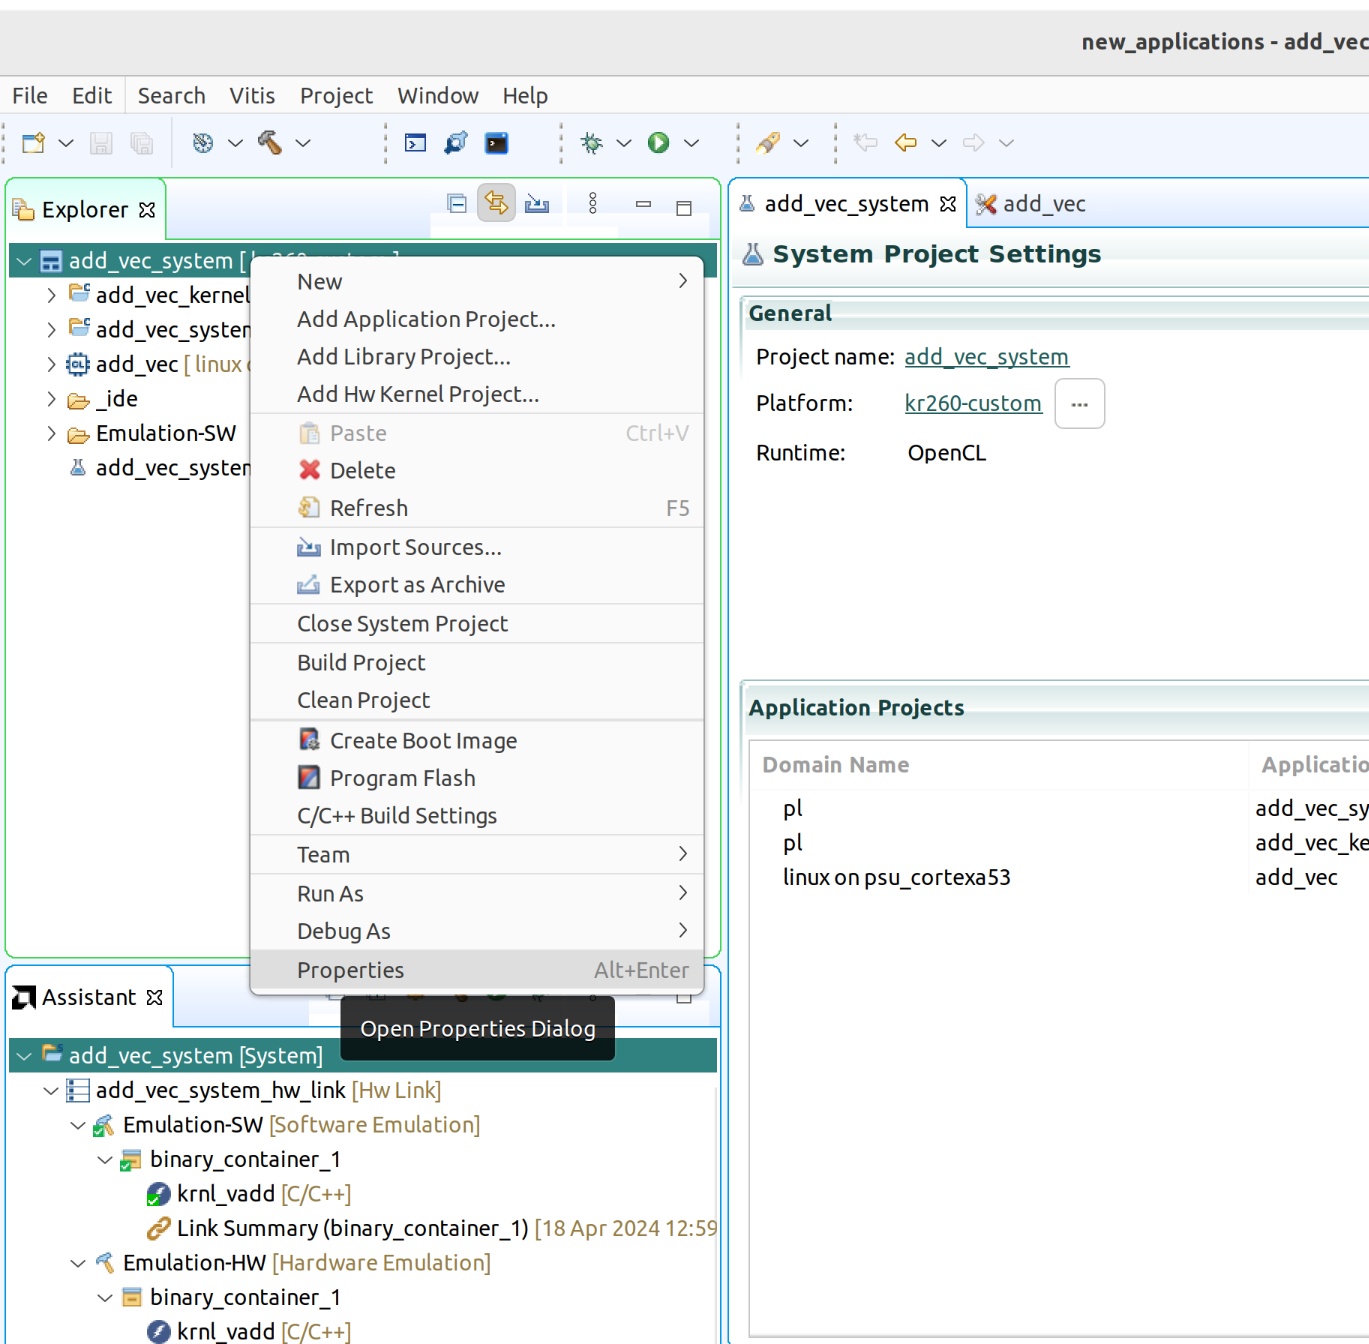 new_applications - add_vec
File Edit Search Vitis Project Window Help
Explorer
add_vec_system [
add_vec_kernel
add_vec_system
add_vec [ linux
_ide
Emulation-SW
add_vec_system
New
Add Application Project...
Add Library Project...
Add Hw Kernel Project...
Paste Ctrl+V
Delete
Refresh F5
Import Sources...
Export as Archive
Close System Project
Build Project
Clean Project
Create Boot Image
Program Flash
C/C++ Build Settings
Team
Run As
Debug As
Properties Alt+Enter
Open Properties Dialog
add_vec_system add_vec
System Project Settings
General
Project name: add_vec_system
Platform: kr260-custom ...
Runtime: OpenCL
Application Projects
Domain Name Applicatio
pl add_vec_sy
pl add_vec_ke
linux on psu_cortexa53 add_vec
Assistant
add_vec_system [System]
add_vec_system_hw_link [Hw Link]
Emulation-SW [Software Emulation]
binary_container_1
krnl_vadd [C/C++]
Link Summary (binary_container_1) [18 Apr 2024 12:59
Emulation-HW [Hardware Emulation]
binary_container_1
krnl_vadd [C/C++]